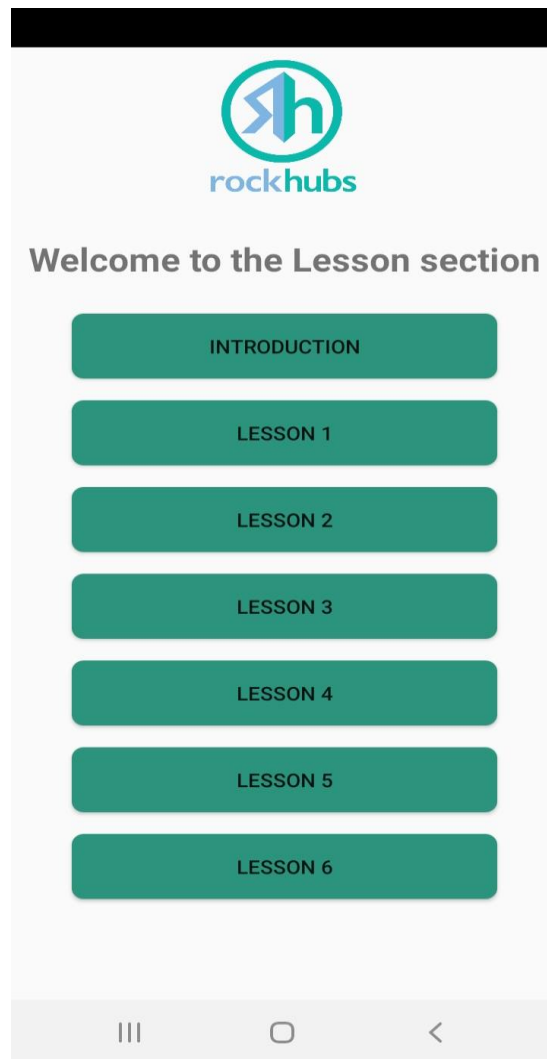 Rh
rockhubs
Welcome to the Lesson section
INTRODUCTION
LESSON 1
LESSON 2
LESSON 3
LESSON 4
LESSON 5
LESSON 6